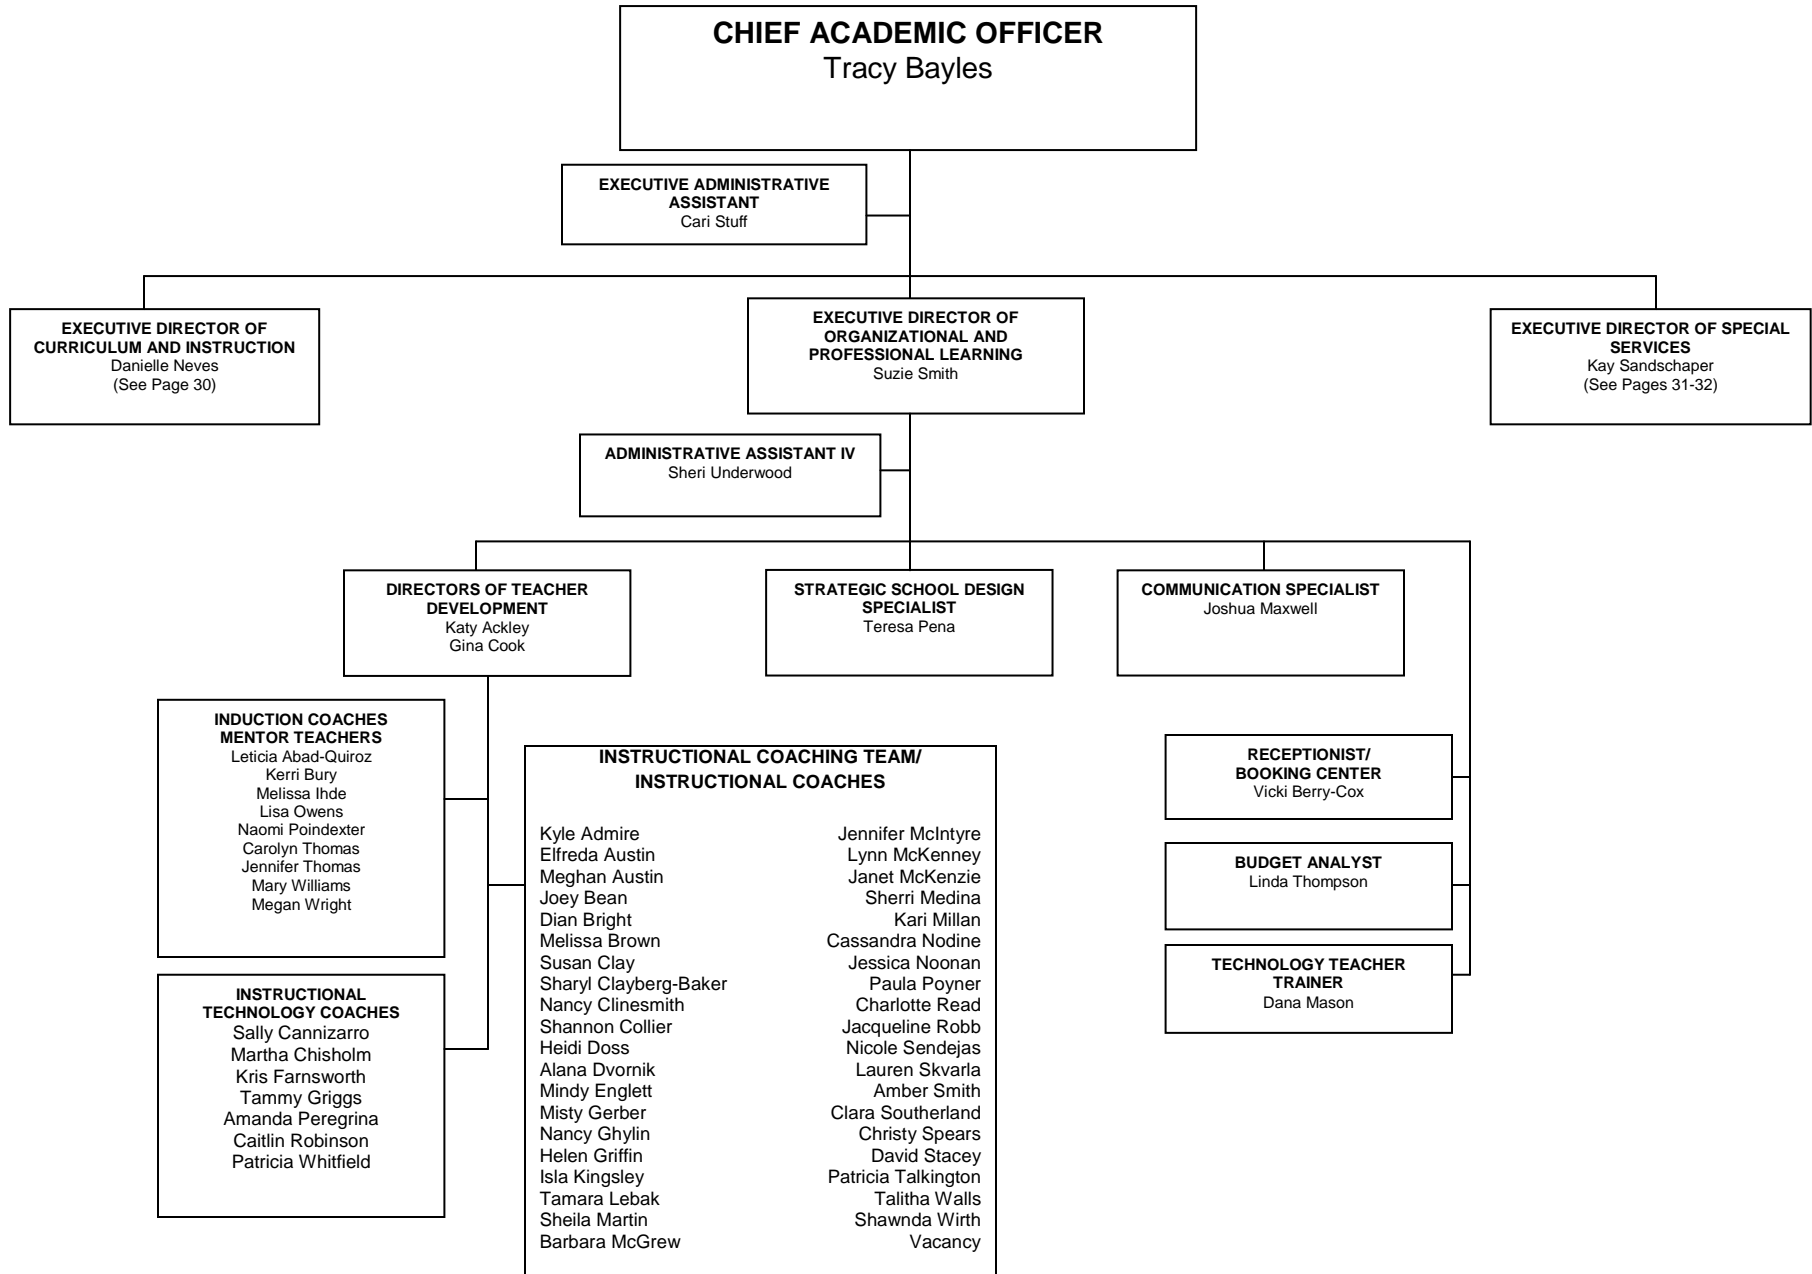 CHIEF ACADEMIC OFFICER
Tracy Bayles
EXECUTIVE ADMINISTRATIVE
ASSISTANT
Cari Stuff
EXECUTIVE DIRECTOR OF
CURRICULUM AND INSTRUCTION
Danielle Neves
(See Page 30)
EXECUTIVE DIRECTOR OF
ORGANIZATIONAL AND
PROFESSIONAL LEARNING
Suzie Smith
EXECUTIVE DIRECTOR OF SPECIAL
SERVICES
Kay Sandschaper
(See Pages 31-32)
ADMINISTRATIVE ASSISTANT IV
Sheri Underwood
DIRECTORS OF TEACHER
DEVELOPMENT
Katy Ackley
Gina Cook
STRATEGIC SCHOOL DESIGN
SPECIALIST
Teresa Pena
COMMUNICATION SPECIALIST
Joshua Maxwell
INDUCTION COACHES
MENTOR TEACHERS
Leticia Abad-Quiroz
Kerri Bury
Melissa Ihde
Lisa Owens
Naomi Poindexter
Carolyn Thomas
Jennifer Thomas
Mary Williams
Megan Wright
INSTRUCTIONAL
TECHNOLOGY COACHES
Sally Cannizarro
Martha Chisholm
Kris Farnsworth
Tammy Griggs
Amanda Peregrina
Caitlin Robinson
Patricia Whitfield
INSTRUCTIONAL COACHING TEAM/
INSTRUCTIONAL COACHES
Kyle Admire
Elfreda Austin
Meghan Austin
Joey Bean
Dian Bright
Melissa Brown
Susan Clay
Sharyl Clayberg-Baker
Nancy Clinesmith
Shannon Collier
Heidi Doss
Alana Dvornik
Mindy Englett
Misty Gerber
Nancy Ghylin
Helen Griffin
Isla Kingsley
Tamara Lebak
Sheila Martin
Barbara McGrew
Jennifer McIntyre
Lynn McKenney
Janet McKenzie
Sherri Medina
Kari Millan
Cassandra Nodine
Jessica Noonan
Paula Poyner
Charlotte Read
Jacqueline Robb
Nicole Sendejas
Lauren Skvarla
Amber Smith
Clara Southerland
Christy Spears
David Stacey
Patricia Talkington
Talitha Walls
Shawnda Wirth
Vacancy
RECEPTIONIST/
BOOKING CENTER
Vicki Berry-Cox
BUDGET ANALYST
Linda Thompson
TECHNOLOGY TEACHER
TRAINER
Dana Mason